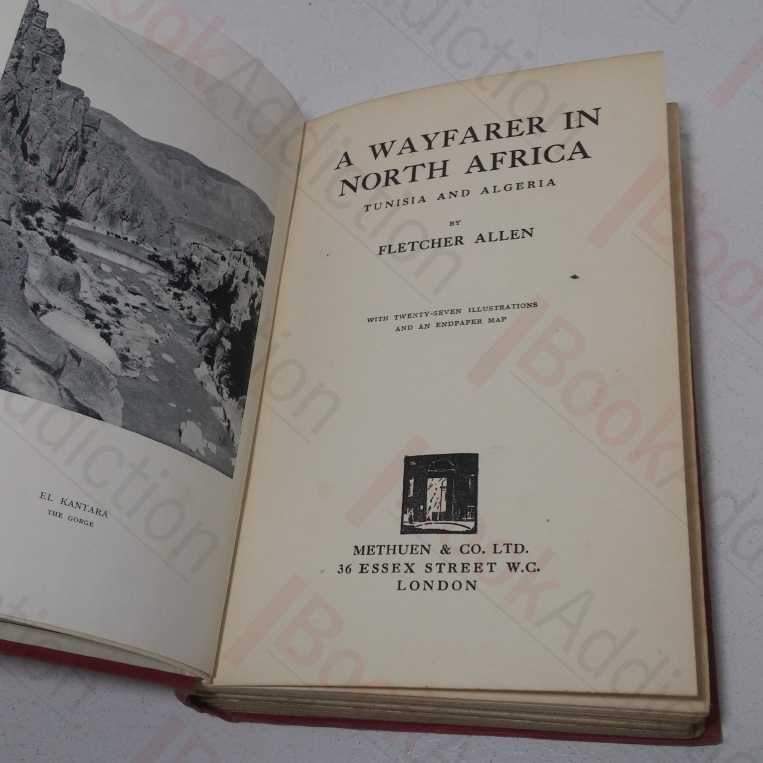 EL KANTARA
THE GORGE
A WAYFARER IN
NORTH AFRICA
TUNISIA AND ALGERIA
BY
FLETCHER ALLEN
WITH TWENTY-SEVEN ILLUSTRATIONS
AND AN ENDPAPER MAP
METHUEN & CO. LTD.
36 ESSEX STREET W.C.
LONDON
BookAddiction